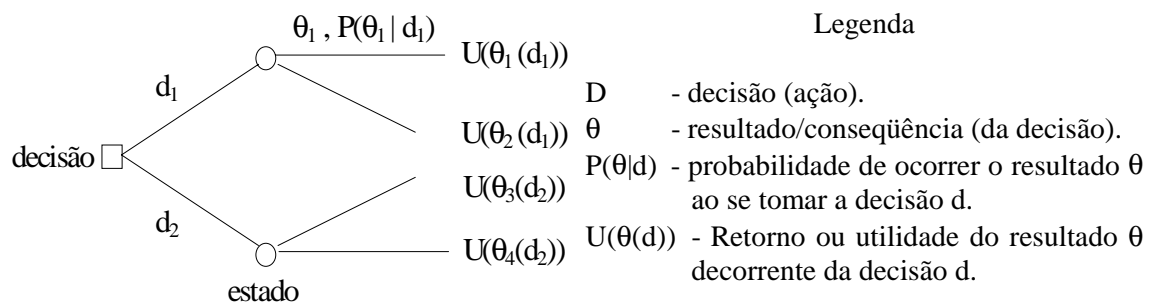 θ₁ , P(θ₁ | d₁)
U(θ₁ (d₁))
d₁
U(θ₂ (d₁))
decisão
U(θ₃(d₂))
d₂
U(θ₄(d₂))
estado
Legenda
D - decisão (ação).
θ - resultado/conseqüência (da decisão).
P(θ|d) - probabilidade de ocorrer o resultado θ
ao se tomar a decisão d.
U(θ(d)) - Retorno ou utilidade do resultado θ
decorrente da decisão d.